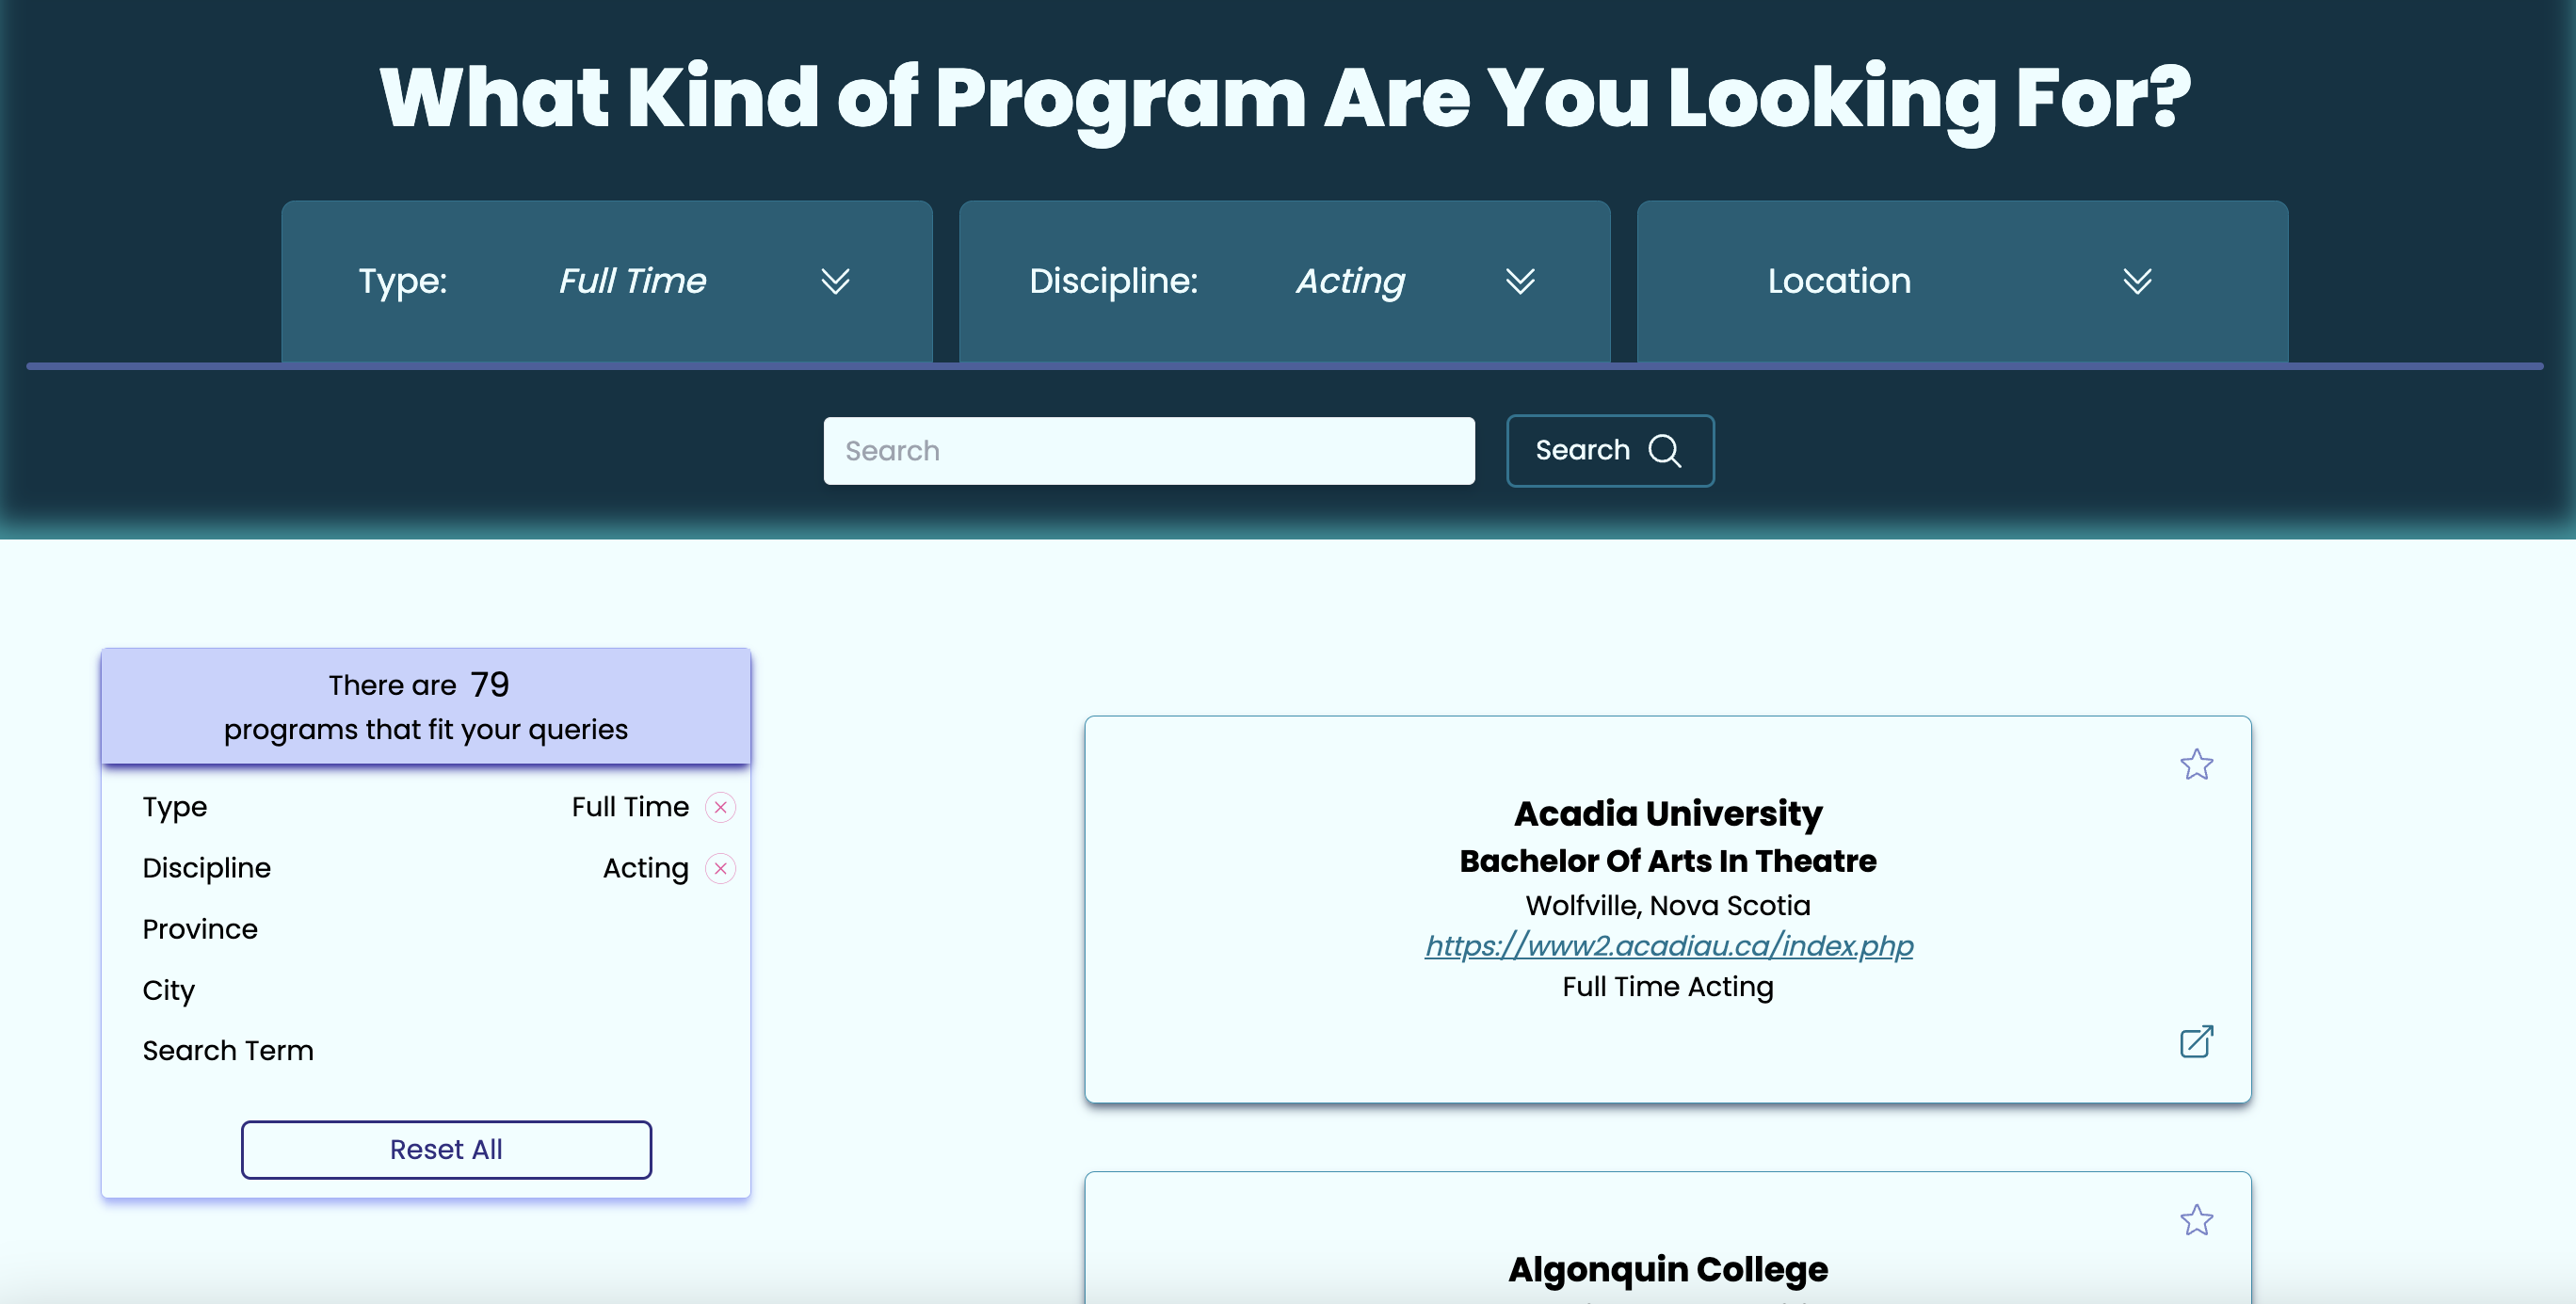 What Kind of Program Are You Looking For?
Type: Full Time
Discipline: Acting
Location
Search
Search
There are 79
programs that fit your queries
Type Full Time
Discipline Acting
Province
City
Search Term
Reset All
Acadia University
Bachelor Of Arts In Theatre
Wolfville, Nova Scotia
https://www2.acadiau.ca/index.php
Full Time Acting
Algonquin College